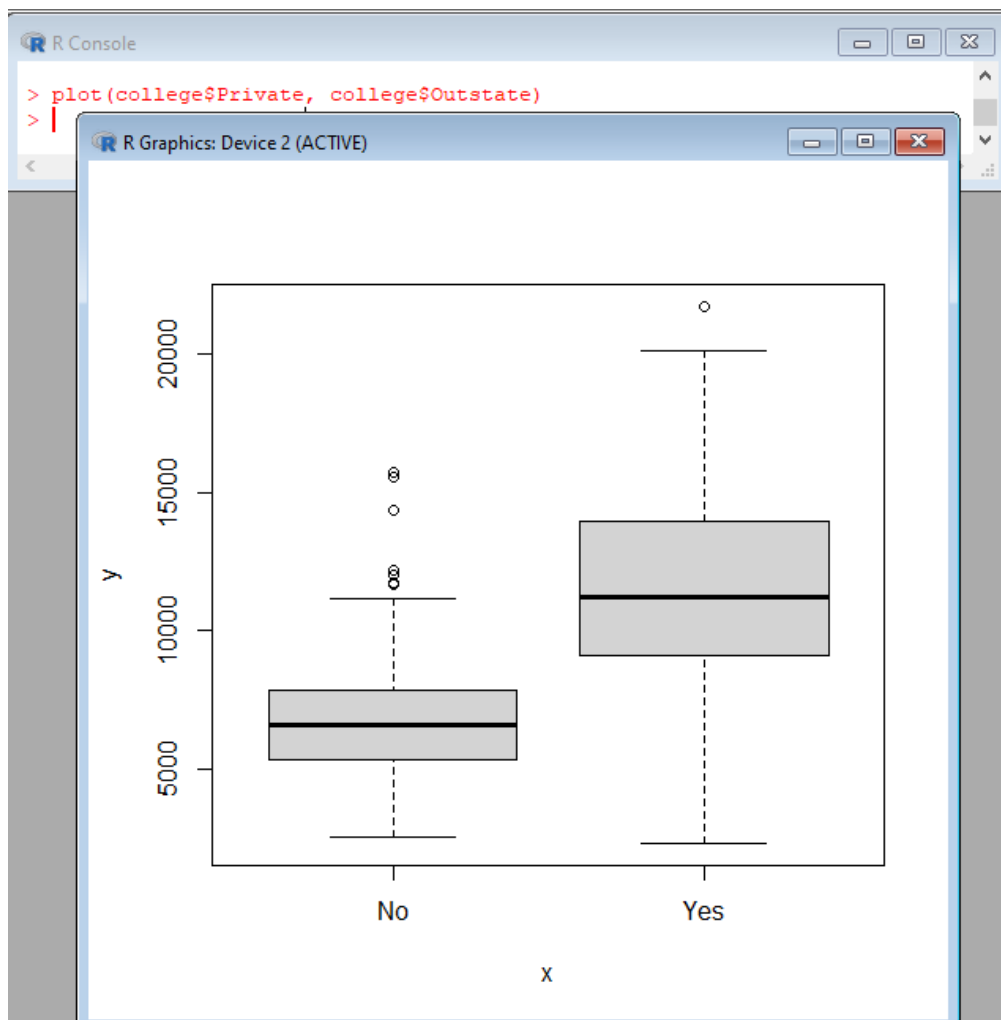 R Console
> plot(college$Private, college$Outstate)
>
R Graphics: Device 2 (ACTIVE)
20000
15000
10000
5000
y
No Yes
x